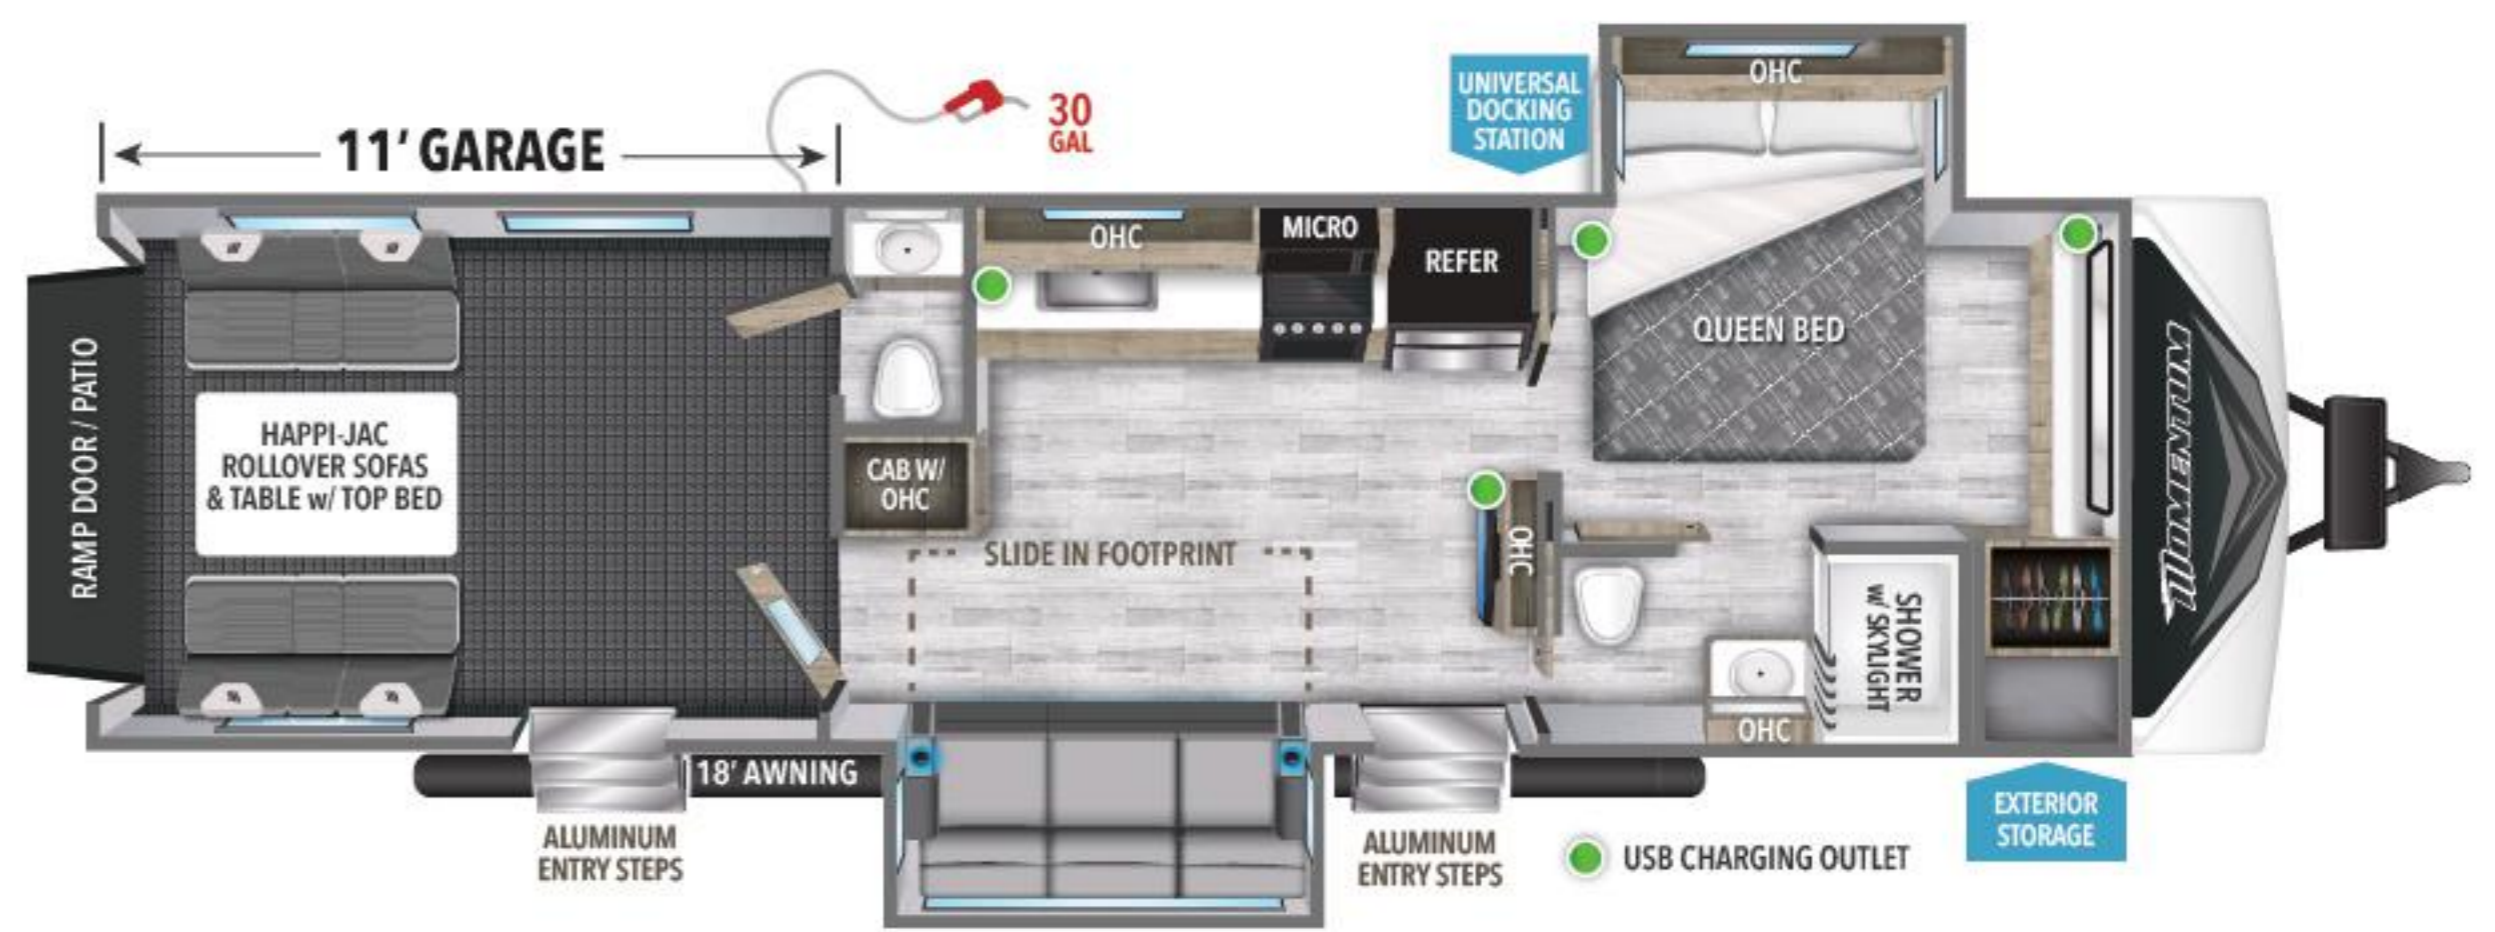 11' GARAGE
30
GAL
UNIVERSAL
DOCKING
STATION
OHC
OHC
MICRO
REFER
QUEEN BED
RAMP DOOR / PATIO
HAPPI-JAC
ROLLOVER SOFAS
& TABLE w/ TOP BED
CAB W/
OHC
SLIDE IN FOOTPRINT
OHC
SHOWER
w/ SKYLIGHT
OHC
MOMENTUM
18' AWNING
ALUMINUM
ENTRY STEPS
ALUMINUM
ENTRY STEPS
USB CHARGING OUTLET
EXTERIOR
STORAGE